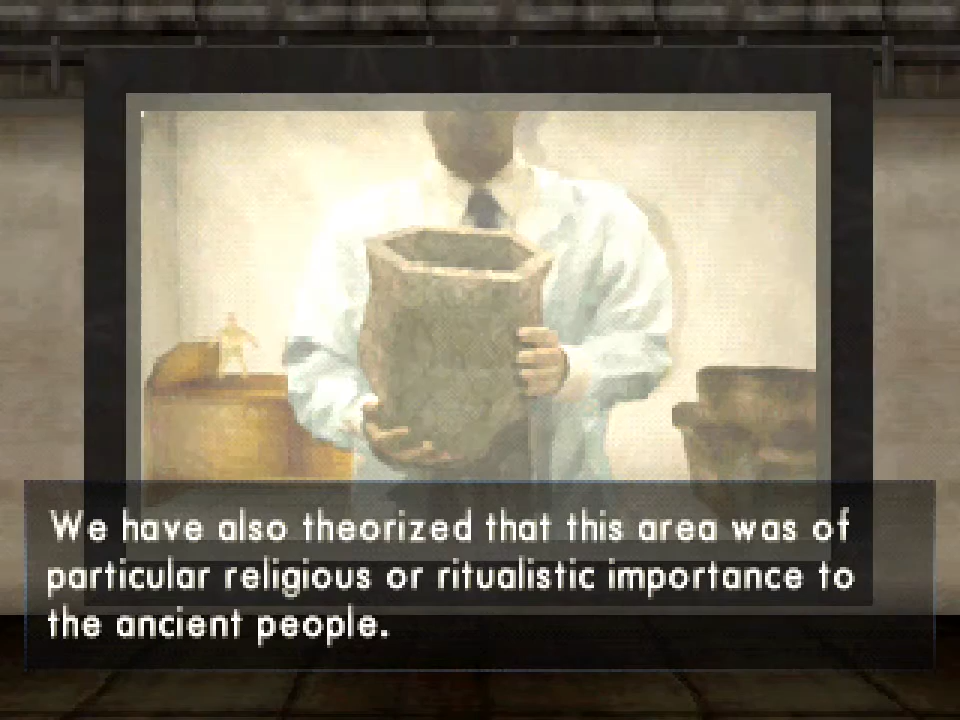 We have also theorized that this area was of
particular religious or ritualistic importance to
the ancient people.